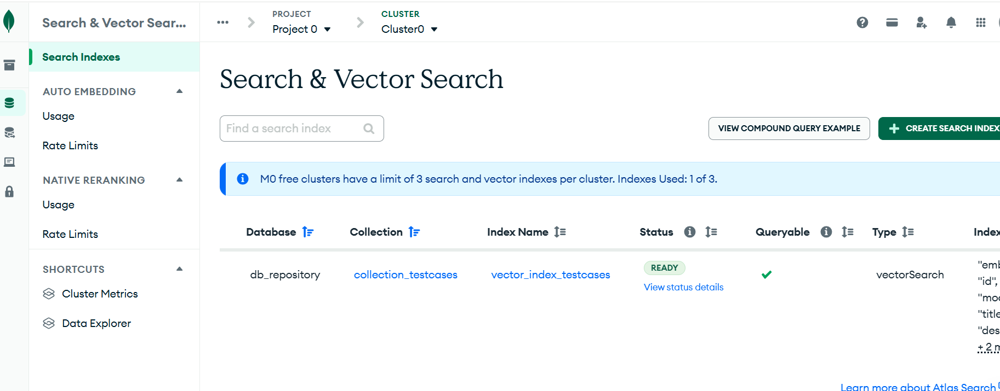 Search & Vector Sear...
PROJECT
Project 0
CLUSTER
Cluster0
Search Indexes
AUTO EMBEDDING
Usage
Rate Limits
NATIVE RERANKING
Usage
Rate Limits
SHORTCUTS
Cluster Metrics
Data Explorer
Search & Vector Search
Find a search index
VIEW COMPOUND QUERY EXAMPLE
CREATE SEARCH INDEX
M0 free clusters have a limit of 3 search and vector indexes per cluster. Indexes Used: 1 of 3.
Database Collection Index Name Status Queryable Type Index
db_repository collection_testcases vector_index_testcases READY vectorSearch
View status details
"emb
"id",
"mod
"title
"des
+ 2 m
Learn more about Atlas Search